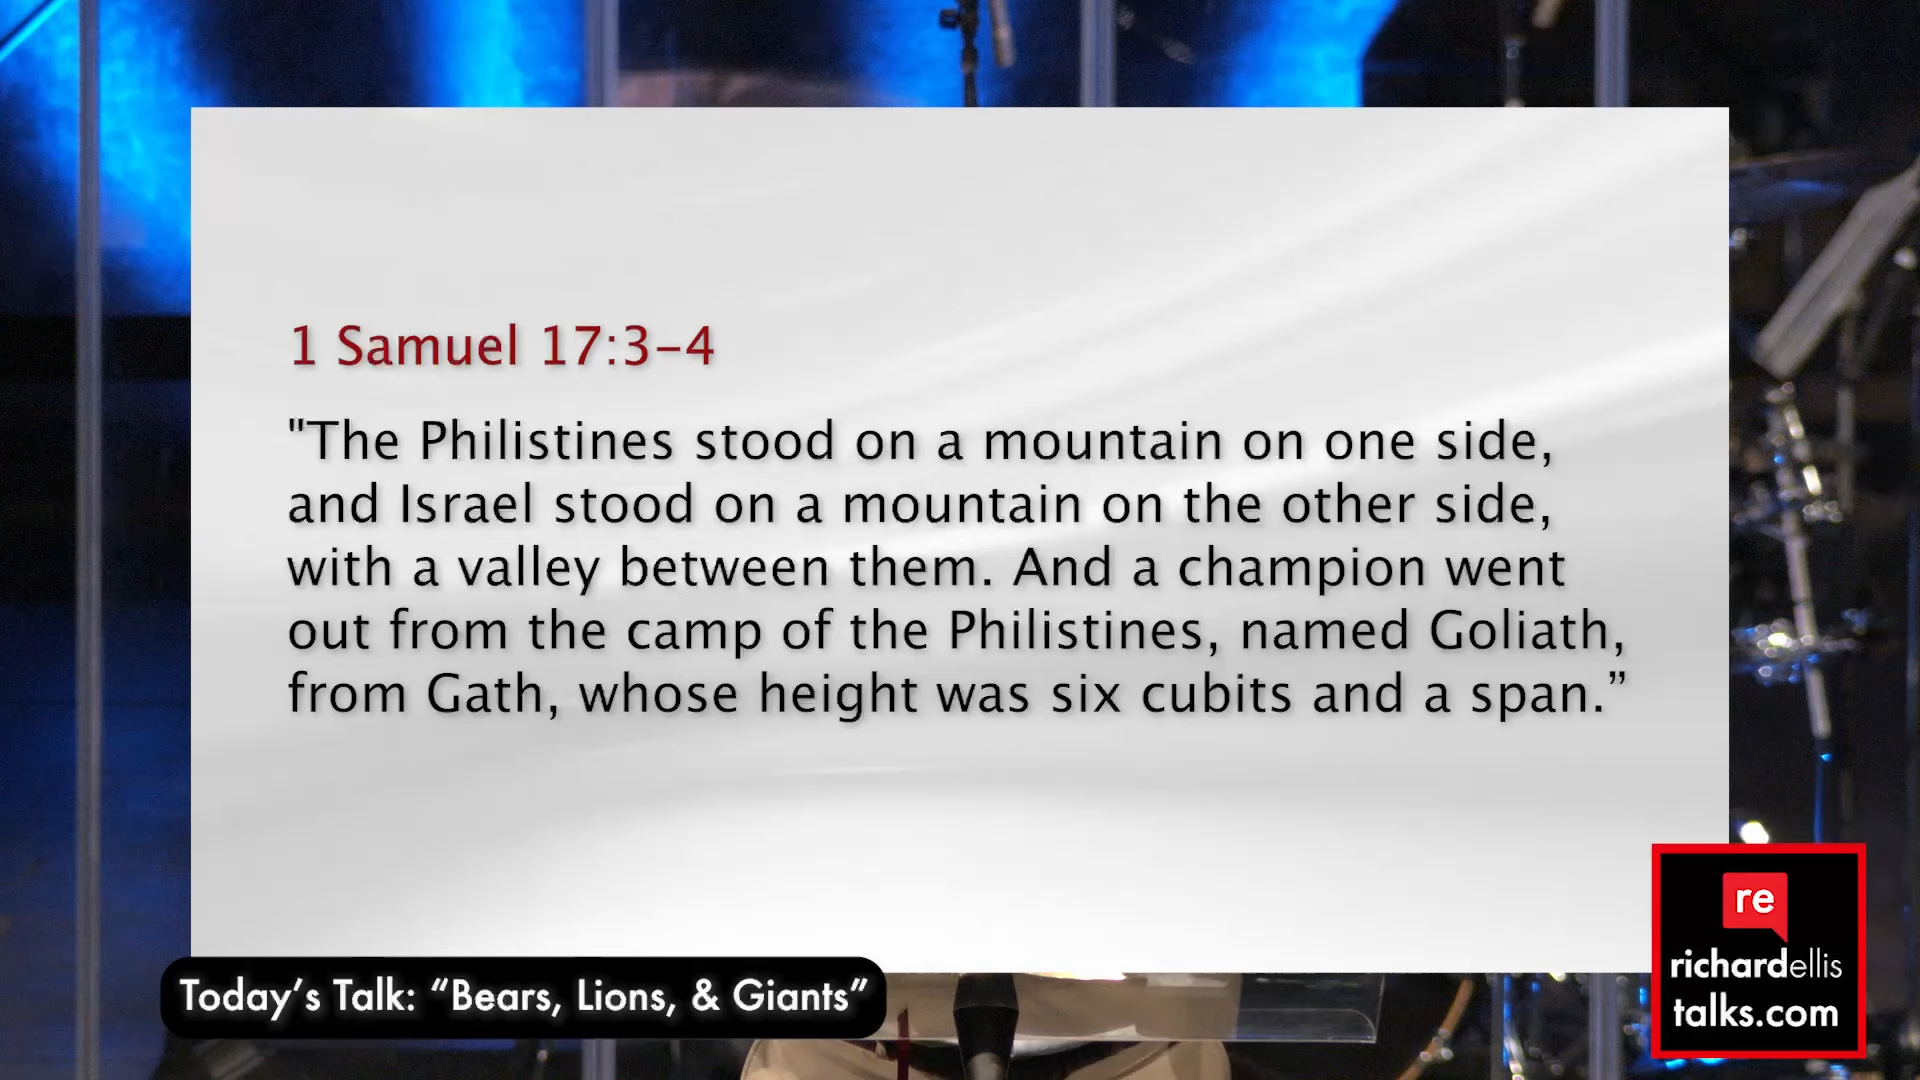 1 Samuel 17:3–4
"The Philistines stood on a mountain on one side,
and Israel stood on a mountain on the other side,
with a valley between them. And a champion went
out from the camp of the Philistines, named Goliath,
from Gath, whose height was six cubits and a span.”
Today’s Talk: “Bears, Lions, & Giants”
re
richardellis
talks.com